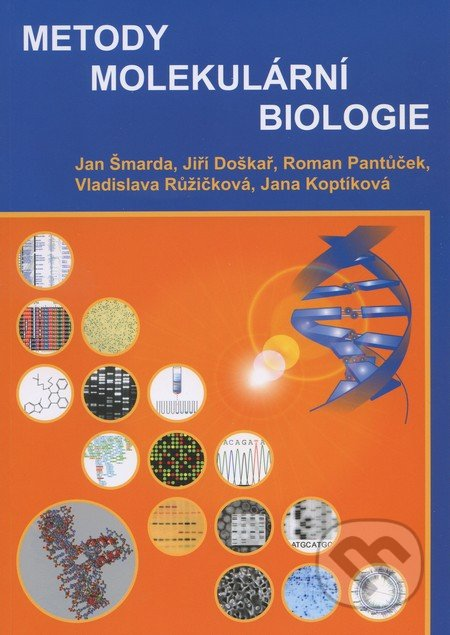 METODY
MOLEKULÁRNÍ
BIOLOGIE
Jan Šmarda, Jiří Doškař, Roman Pantůček,
Vladislava Růžičková, Jana Koptíková
ACAGATA
ATGCATGC